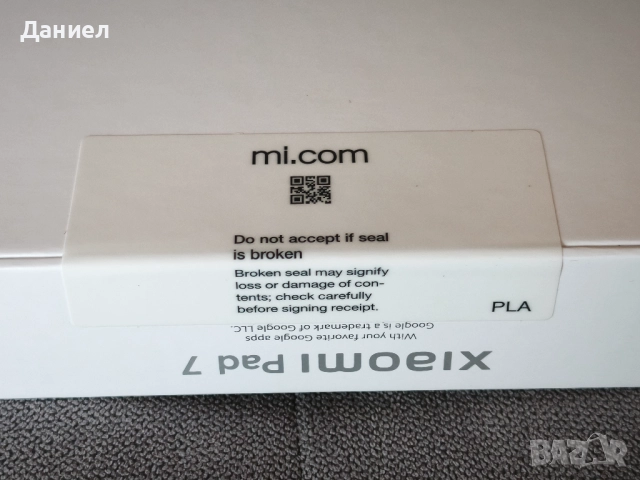 Даниел
mi.com
Do not accept if seal
is broken
Broken seal may signify
loss or damage of con-
tents; check carefully
before signing receipt.
PLA
XIAOMI Pad 7
With your favorite Google apps
Google is a trademark of Google LLC.
BAZAR